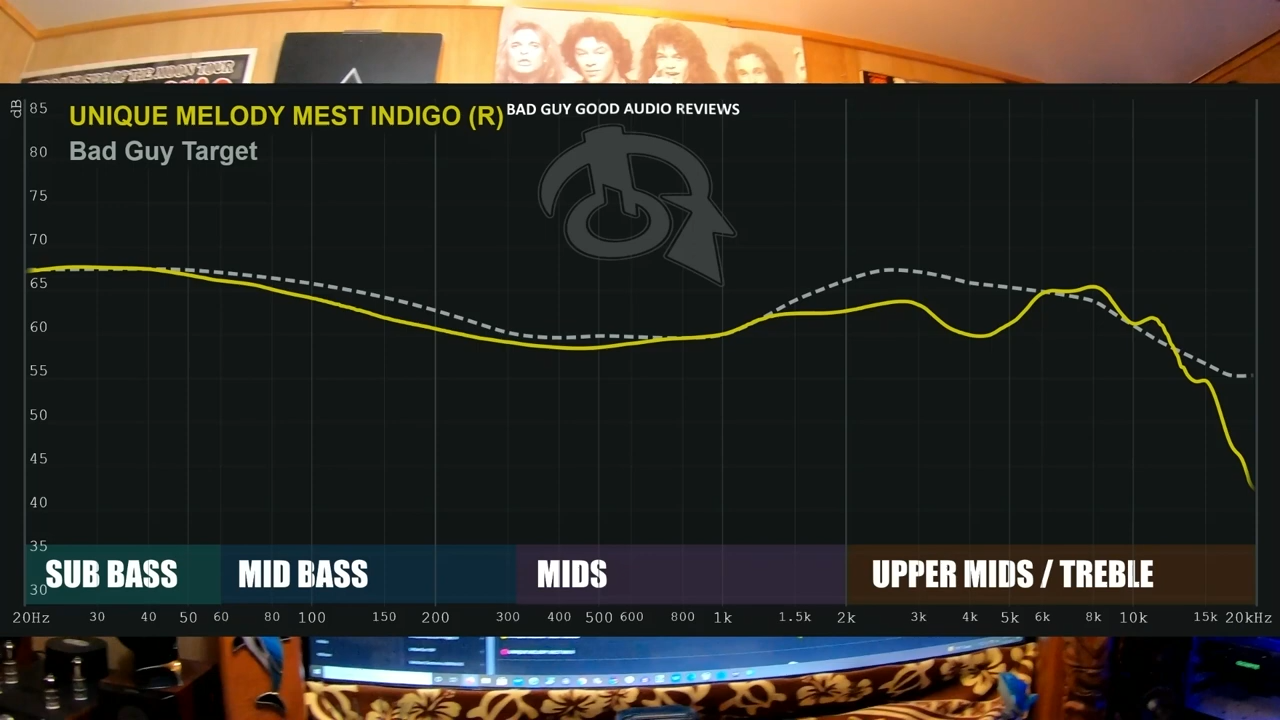 dB
UNIQUE MELODY MEST INDIGO (R)
BAD GUY GOOD AUDIO REVIEWS
Bad Guy Target
85
80
75
70
65
60
55
50
45
40
35
30
SUB BASS
MID BASS
MIDS
UPPER MIDS / TREBLE
20Hz 30 40 50 60 80 100 150 200 300 400 500 600 800 1k 1.5k 2k 3k 4k 5k 6k 8k 10k 15k 20kHz